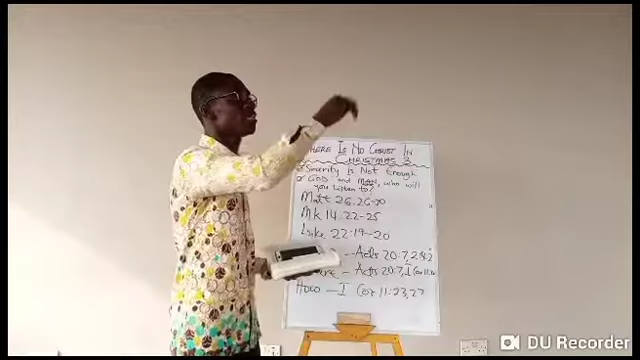 HERE IS NO CHRIST IN
CHRISTMAS
Sincerity Is Not Enough
GOD and MAN, who will
you listen to?
Matt 26:26-30
MK 14:22-25
Luke 22:19-20
Acts 20:7,
- Acts 20:7, I Cor
How - I Cor 11:23, 27
DU Recorder